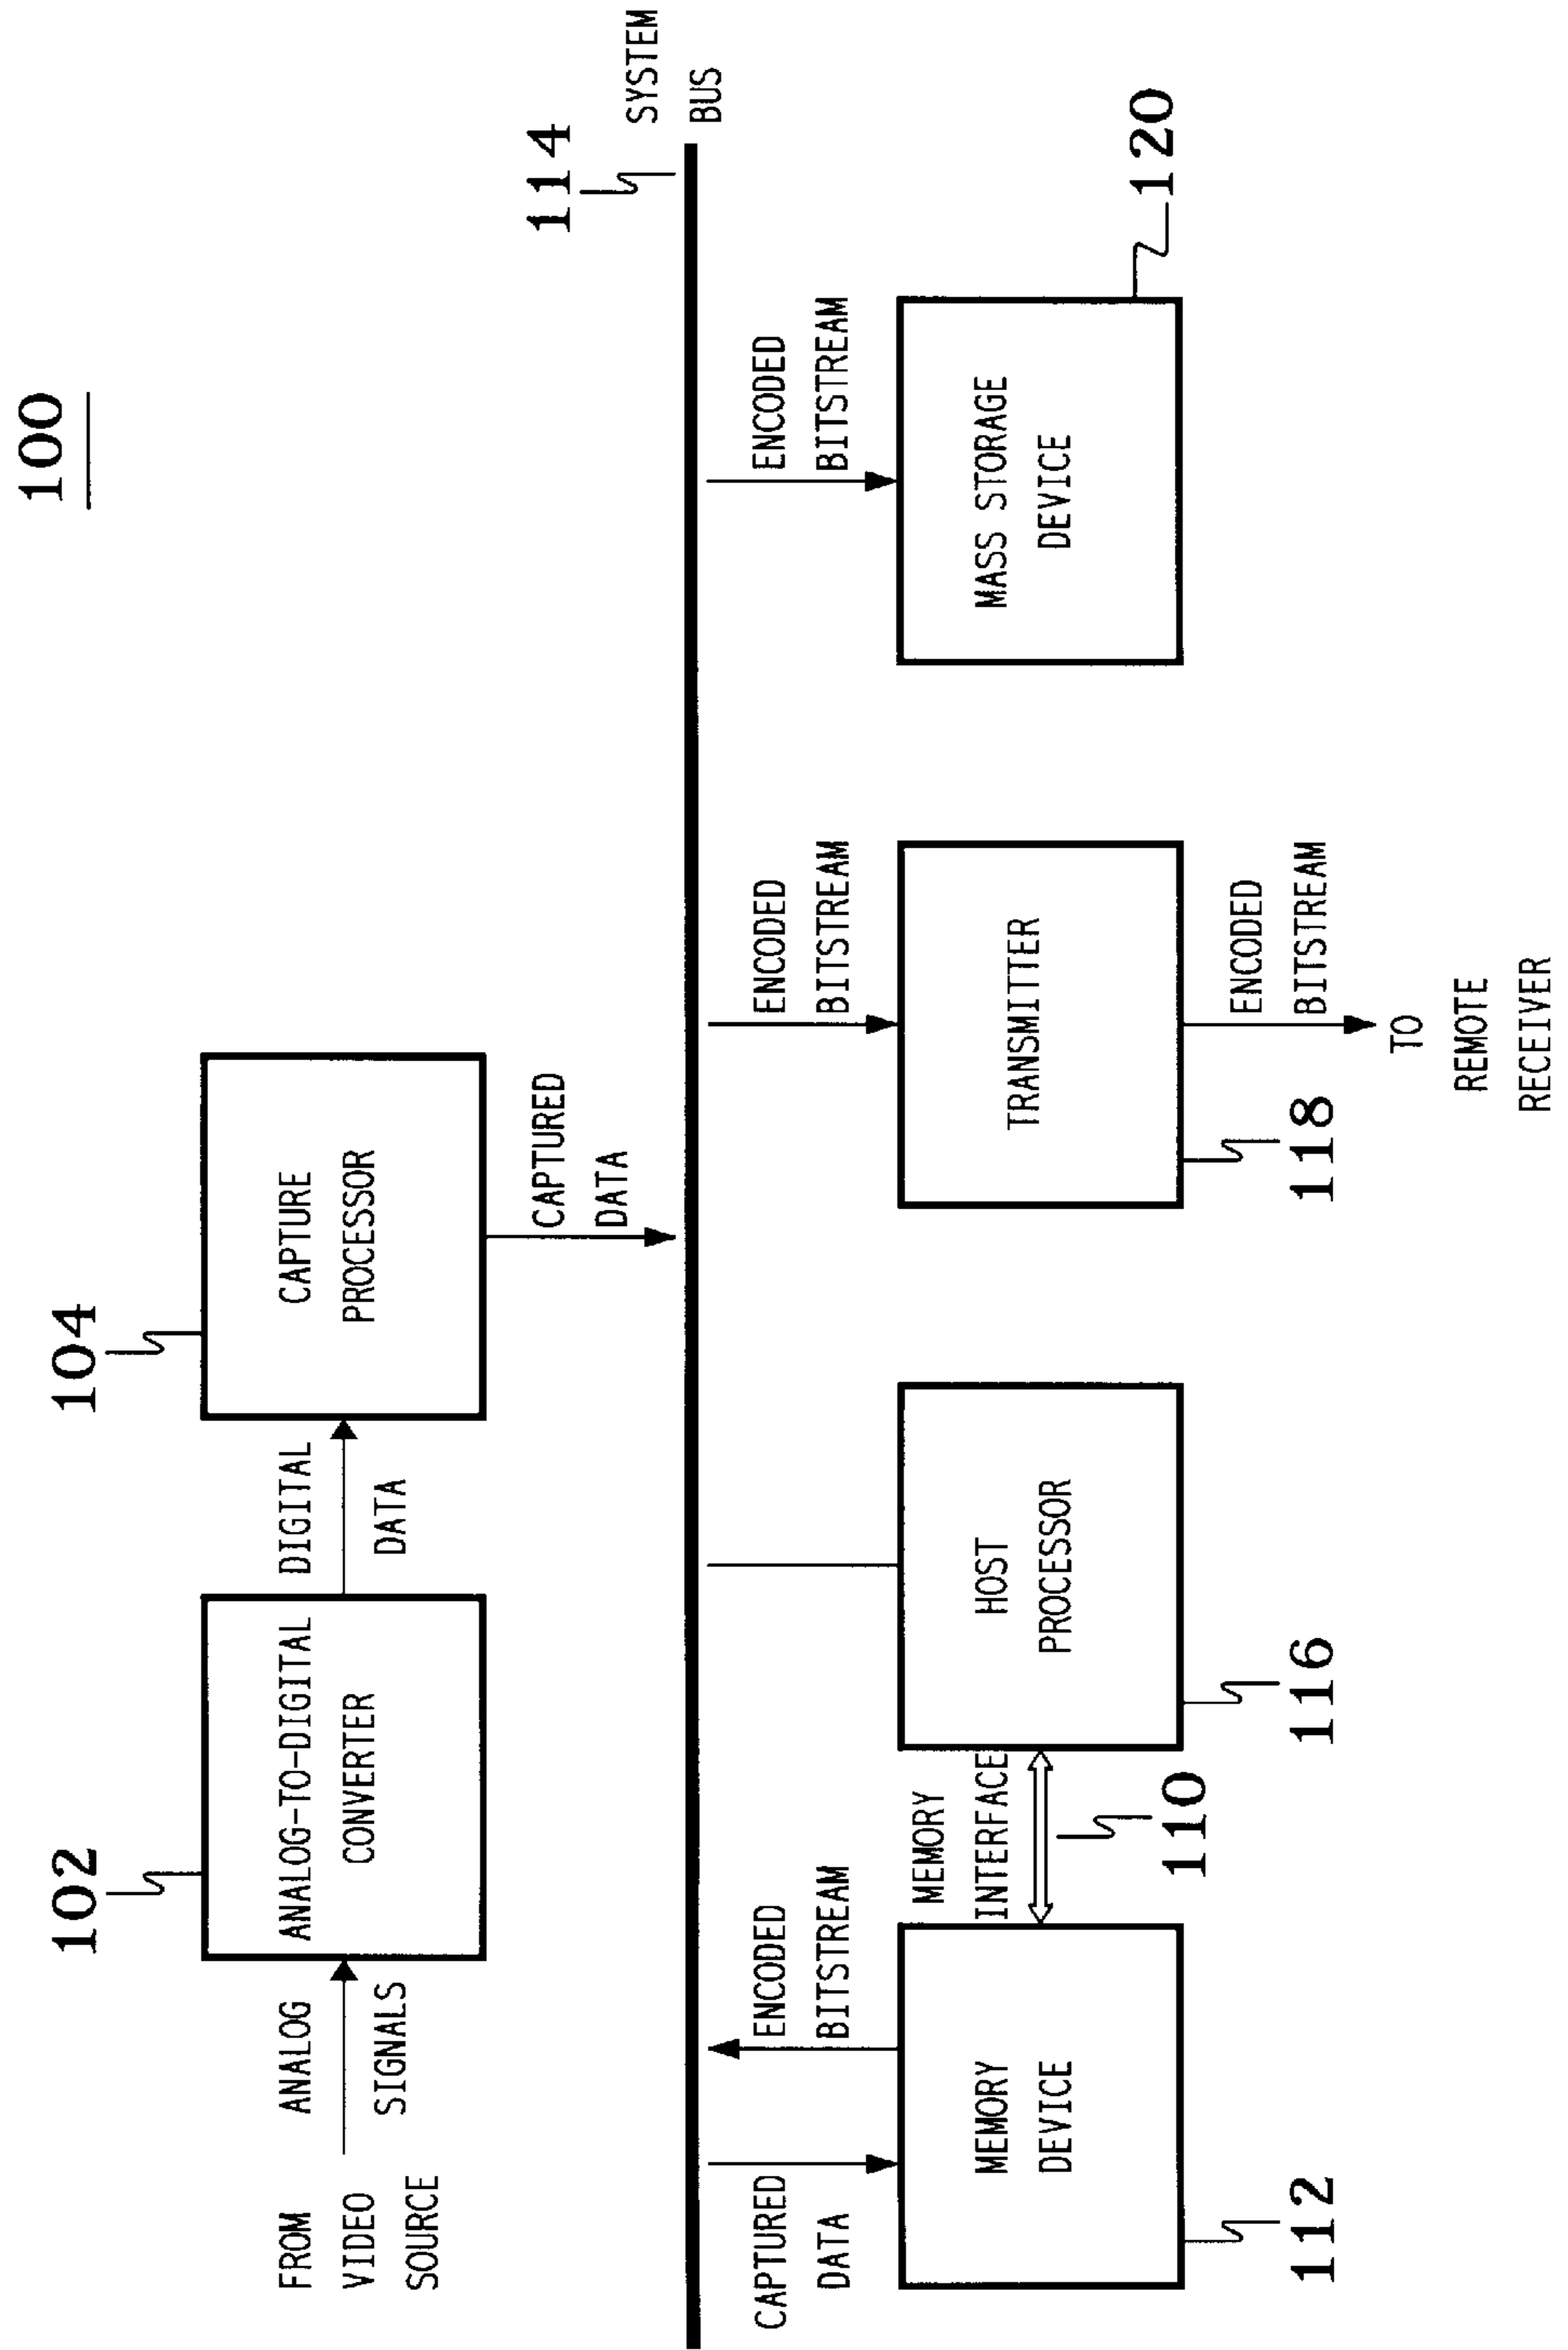 100
102
104
FROM
VIDEO
SOURCE
ANALOG
SIGNALS
ANALOG-TO-DIGITAL
CONVERTER
DIGITAL
DATA
CAPTURE
PROCESSOR
CAPTURED
DATA
114
SYSTEM
BUS
CAPTURED
DATA
ENCODED
BITSTREAM
MEMORY
DEVICE
112
MEMORY
INTERFACE
110
HOST
PROCESSOR
116
ENCODED
BITSTREAM
TRANSMITTER
118
ENCODED
BITSTREAM
TO
REMOTE
RECEIVER
ENCODED
BITSTREAM
MASS STORAGE
DEVICE
120